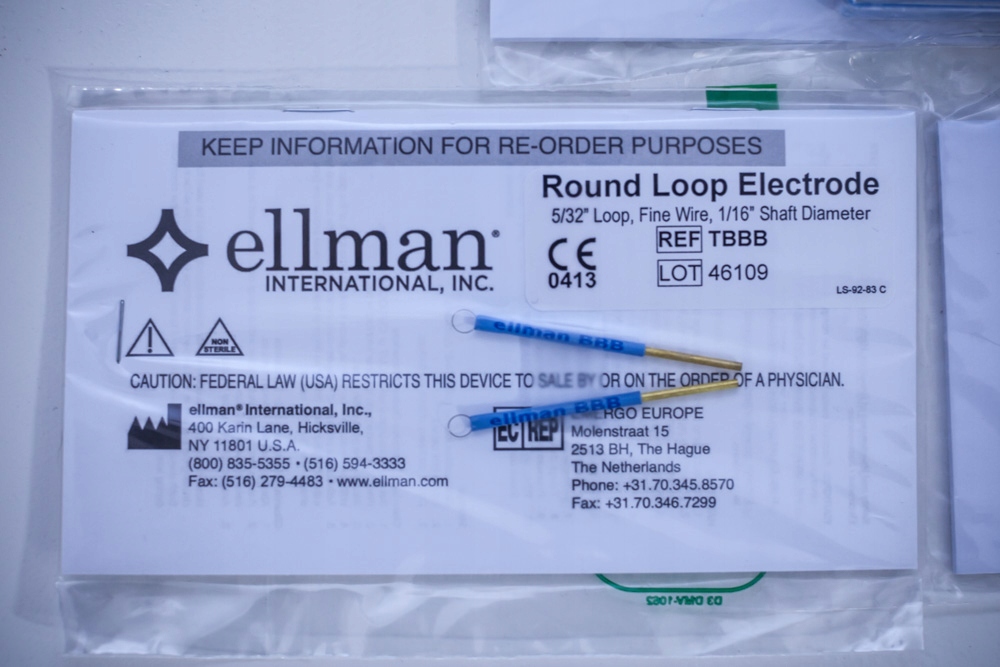 KEEP INFORMATION FOR RE-ORDER PURPOSES
Round Loop Electrode
5/32" Loop, Fine Wire, 1/16" Shaft Diameter
CE
0413
REF TBBB
LOT 46109
LS-92-83 C
ellman®
INTERNATIONAL, INC.
NON
STERILE
ellman BBB
CAUTION: FEDERAL LAW (USA) RESTRICTS THIS DEVICE TO SALE BY OR ON THE ORDER OF A PHYSICIAN.
ellman BBB
ellman® International, Inc.,
400 Karin Lane, Hicksville,
NY 11801 U.S.A.
(800) 835-5355 • (516) 594-3333
Fax: (516) 279-4483 • www.ellman.com
EC REP
EUROPE
Molenstraat 15
2513 BH, The Hague
The Netherlands
Phone: +31.70.345.8570
Fax: +31.70.346.7299